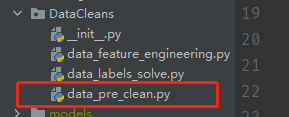 DataCleans
__init__.py
data_feature_engineering.py
data_labels_solve.py
data_pre_clean.py
models
19
20
21
22
23